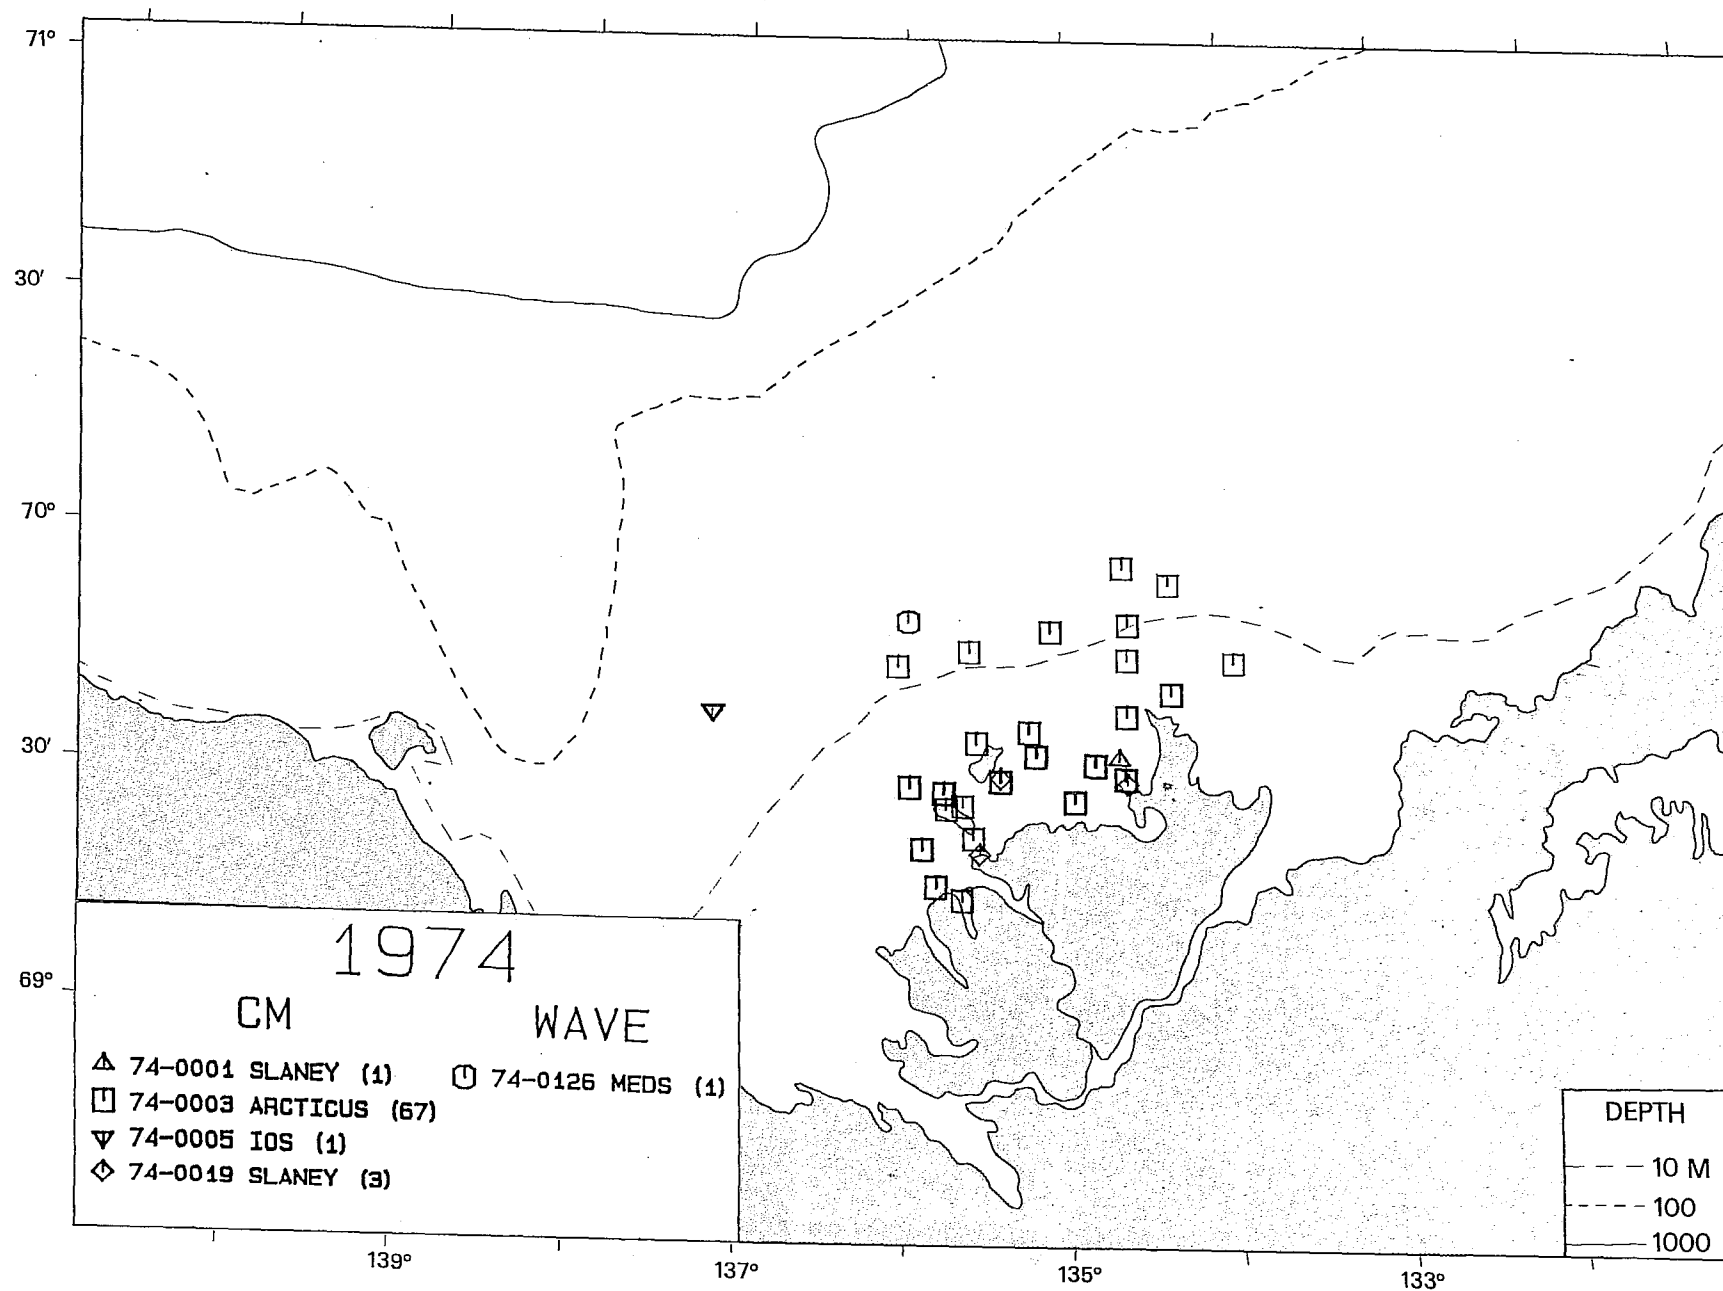 71°
30'
70°
30'
69°
1974
CM
WAVE
74-0001 SLANEY (1)
74-0126 MEDS (1)
74-0003 ARCTICUS (67)
74-0005 IOS (1)
74-0019 SLANEY (3)
DEPTH
10 M
100
1000
139°
137°
135°
133°